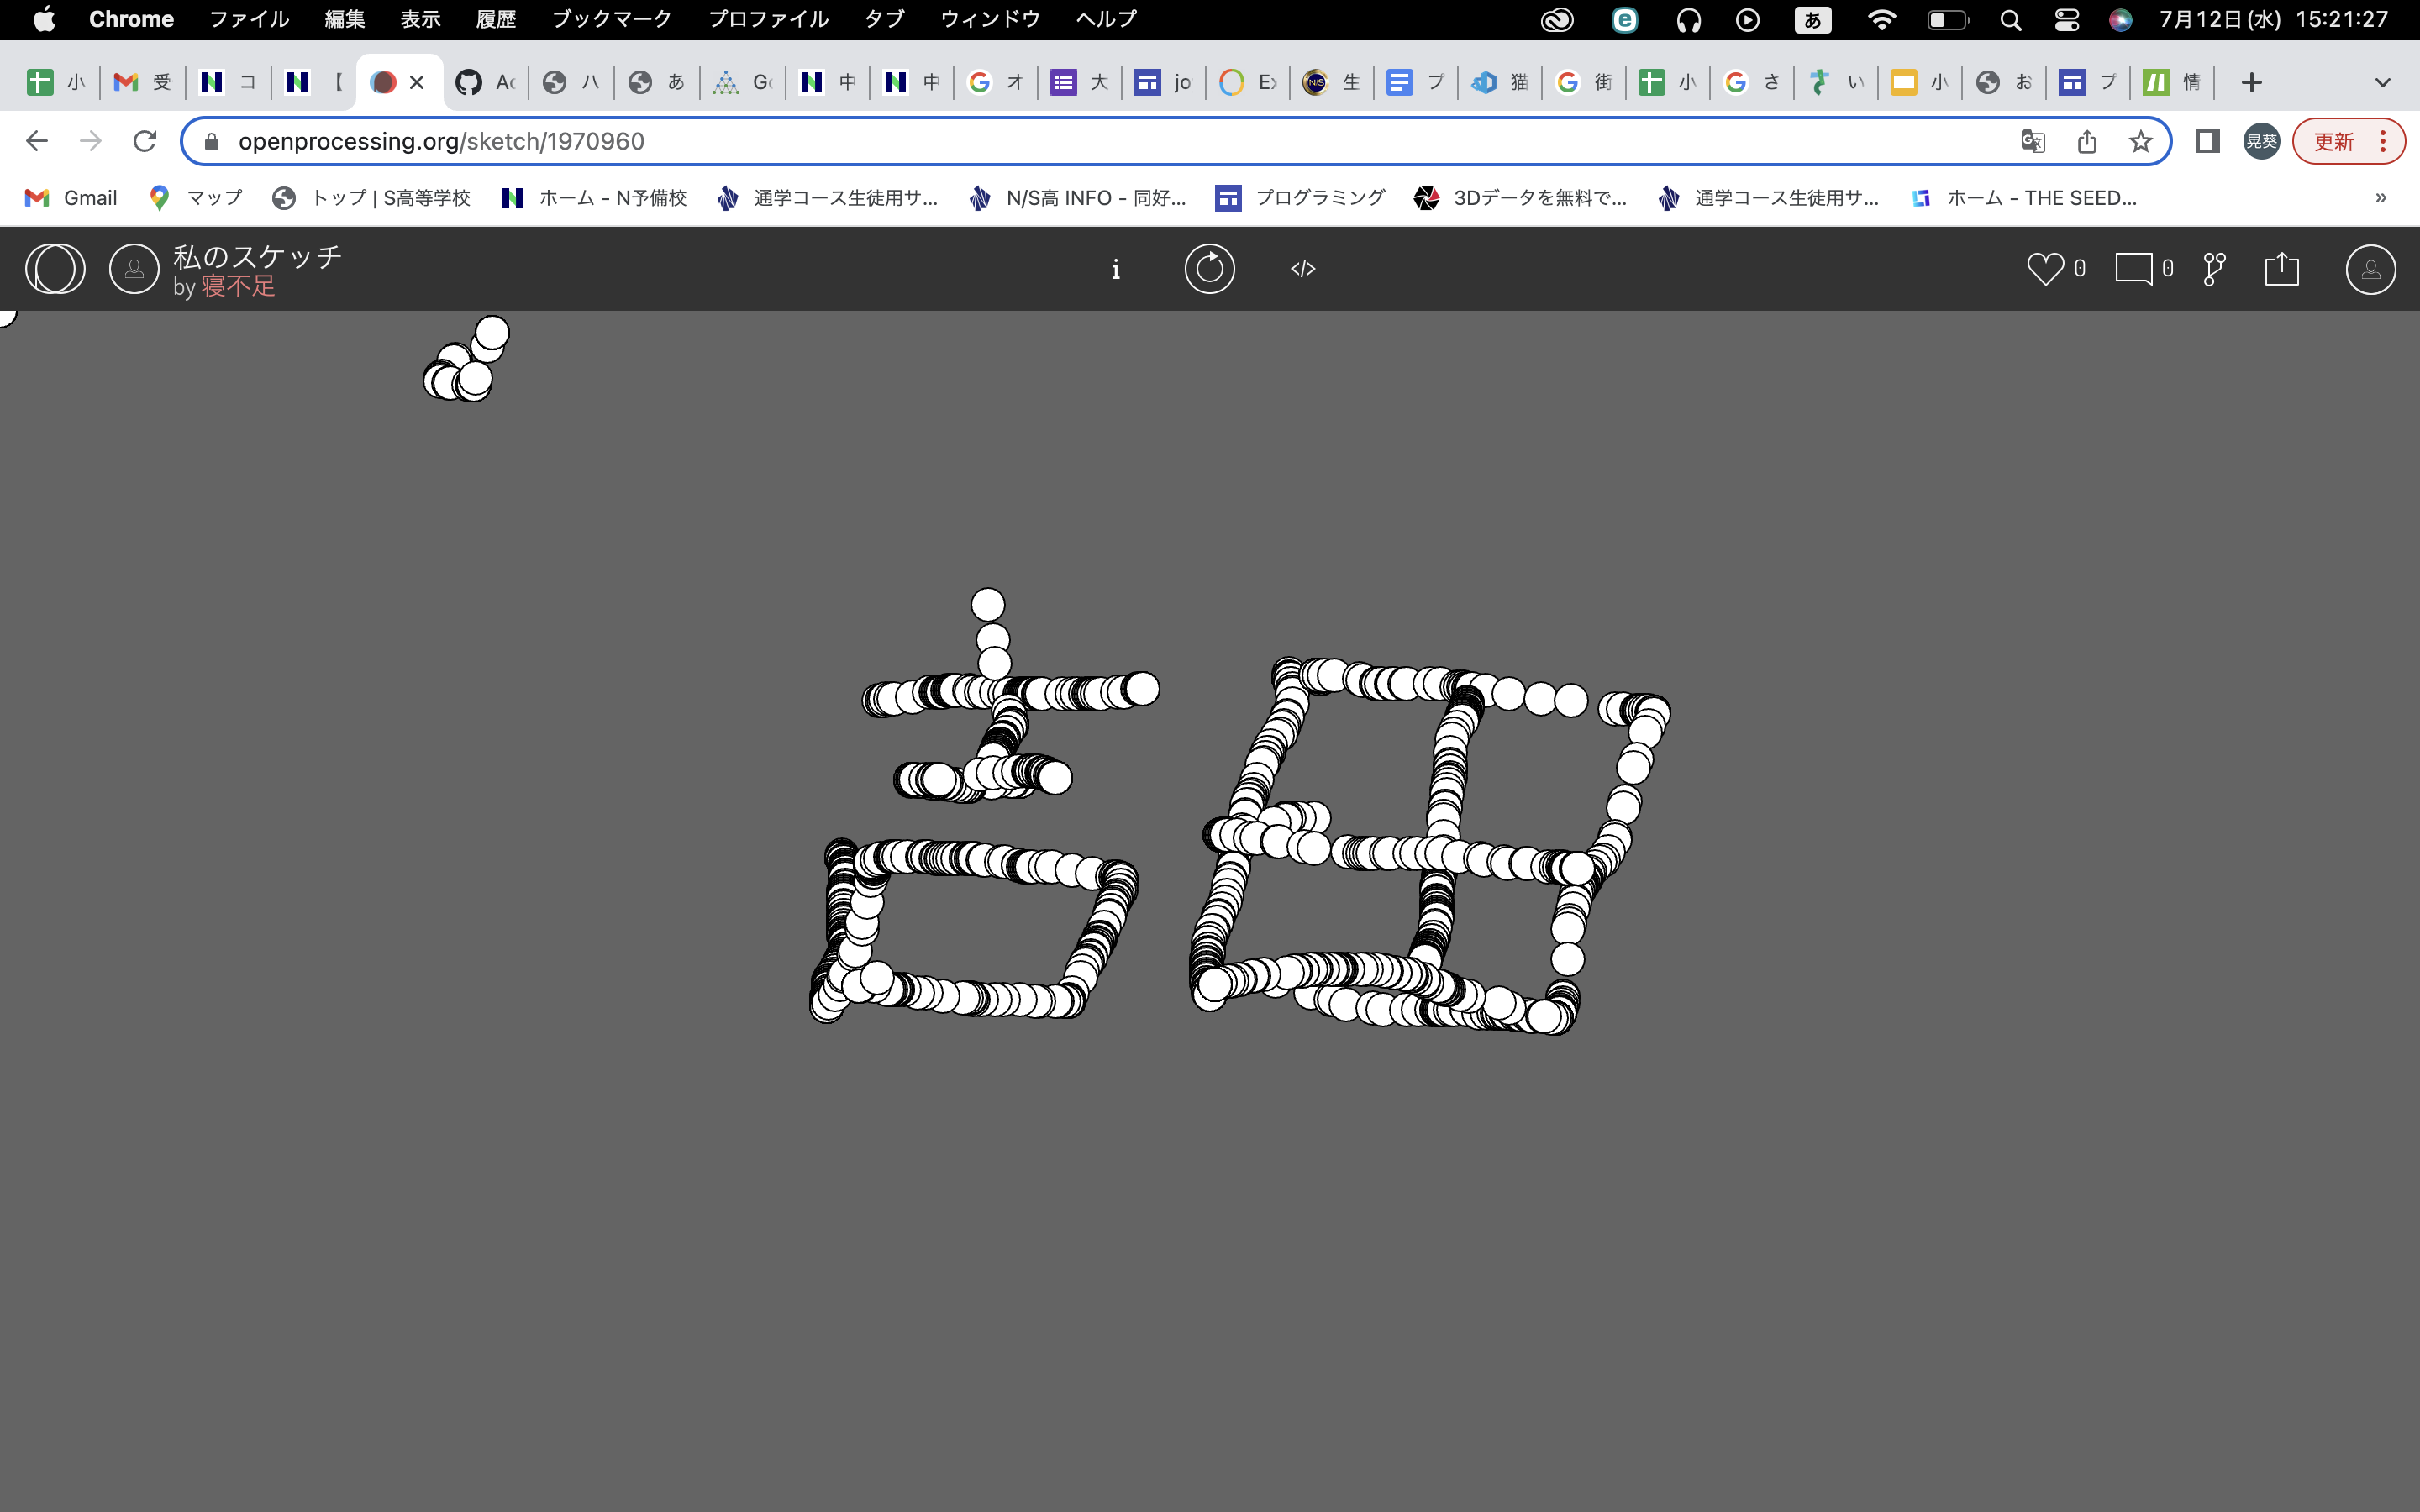 Chrome ファイル 編集 表示 履歴 ブックマーク プロファイル タブ ウィンドウ ヘルプ あ 7月12日(水) 15:21:27
小 受 コ 【 ハ あ 中 中 オ 大 jo 生 プ 猫 街 小 さ い 小 お プ 情
openprocessing.org/sketch/1970960 晃葵 更新
Gmail マップ トップ | S高等学校 ホーム - N予備校 通学コース生徒用サ... N/S高 INFO - 同好... プログラミング 3Dデータを無料で... 通学コース生徒用サ... ホーム - THE SEED... »
私のスケッチ
by 寝不足
i </> 0 0
吉田